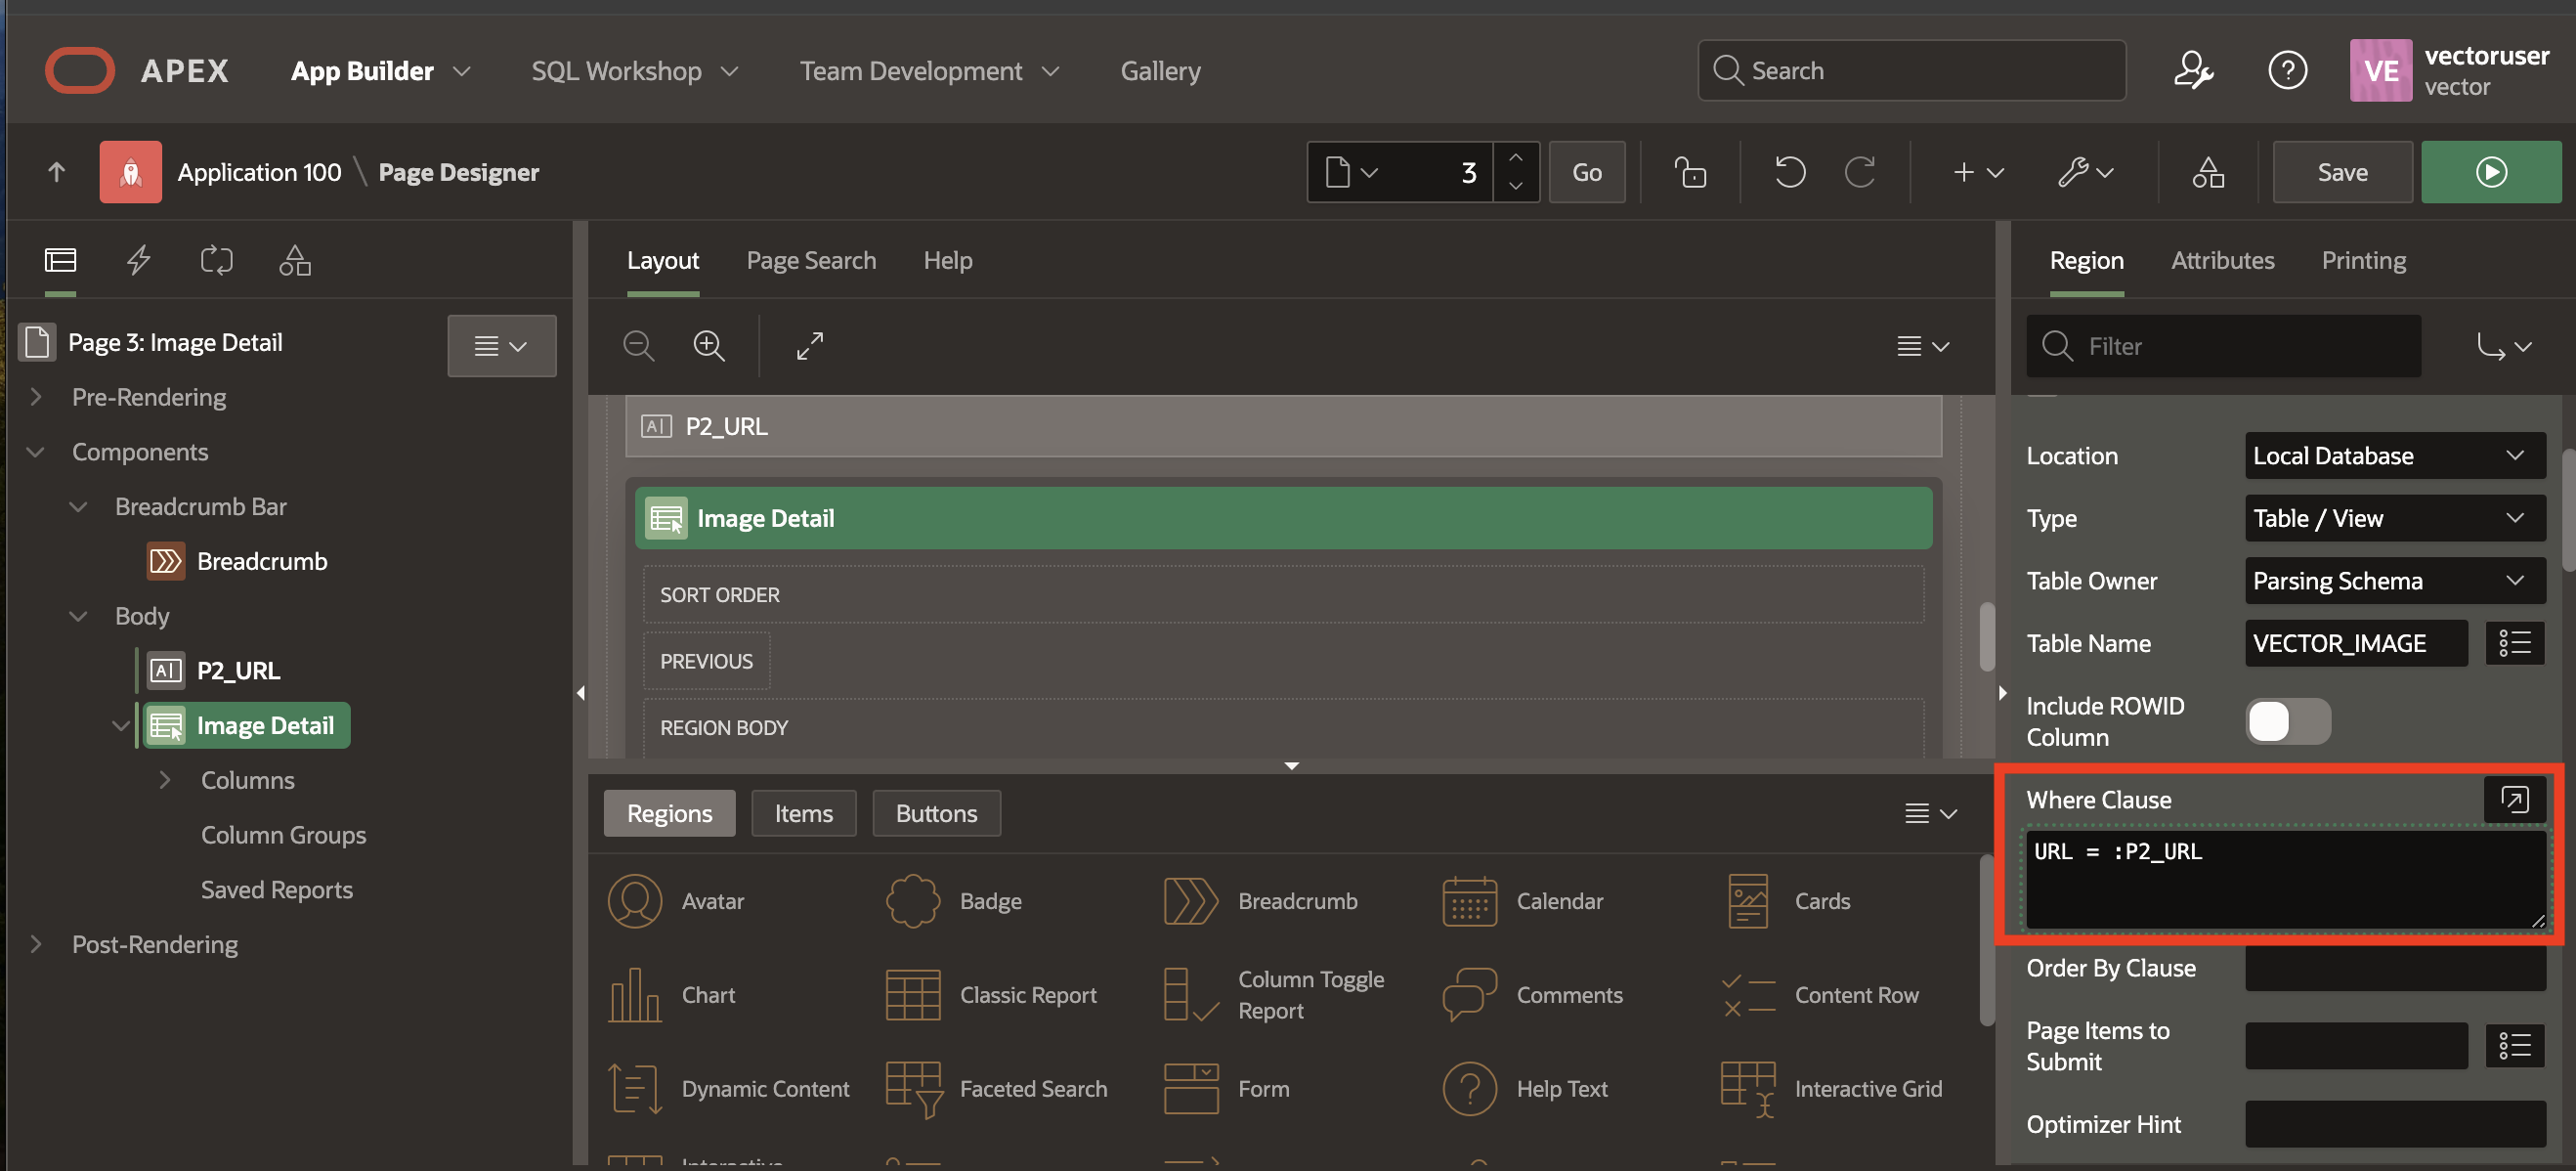 APEX
App Builder
SQL Workshop
Team Development
Gallery
Search
VE
vectoruser
vector
Application 100 \ Page Designer
3
Go
Save
Page 3: Image Detail
Pre-Rendering
Components
Breadcrumb Bar
Breadcrumb
Body
P2_URL
Image Detail
Columns
Column Groups
Saved Reports
Post-Rendering
Layout
Page Search
Help
P2_URL
Image Detail
SORT ORDER
PREVIOUS
REGION BODY
Regions
Items
Buttons
Avatar
Badge
Breadcrumb
Calendar
Cards
Chart
Classic Report
Column Toggle
Report
Comments
Content Row
Dynamic Content
Faceted Search
Form
Help Text
Interactive Grid
Interactive
Region
Attributes
Printing
Filter
Location
Local Database
Type
Table / View
Table Owner
Parsing Schema
Table Name
VECTOR_IMAGE
Include ROWID
Column
Where Clause
URL = :P2_URL
Order By Clause
Page Items to
Submit
Optimizer Hint